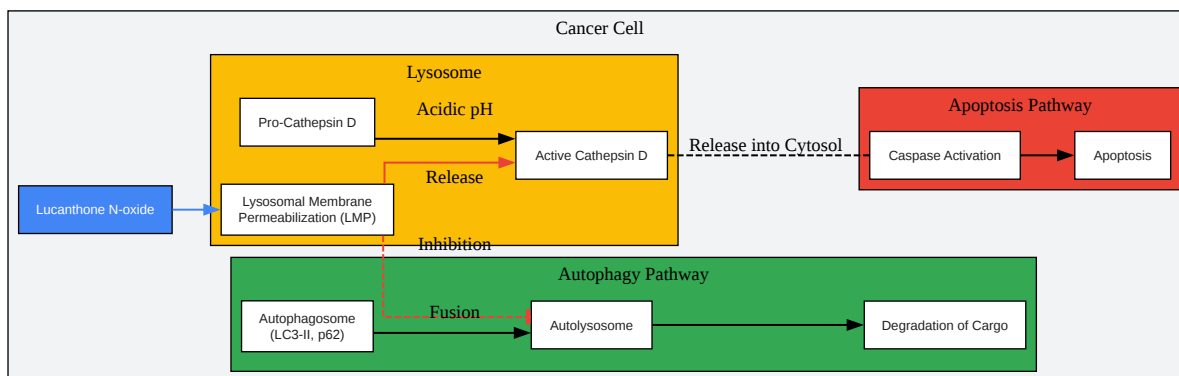 Cancer Cell
Lysosome
Pro-Cathepsin D
Acidic pH
Active Cathepsin D
Release into Cytosol
Apoptosis Pathway
Caspase Activation
Apoptosis
Lucanthone N-oxide
Lysosomal Membrane
Permeabilization (LMP)
Release
Inhibition
Autophagy Pathway
Autophagosome
(LC3-II, p62)
Fusion
Autolysosome
Degradation of Cargo